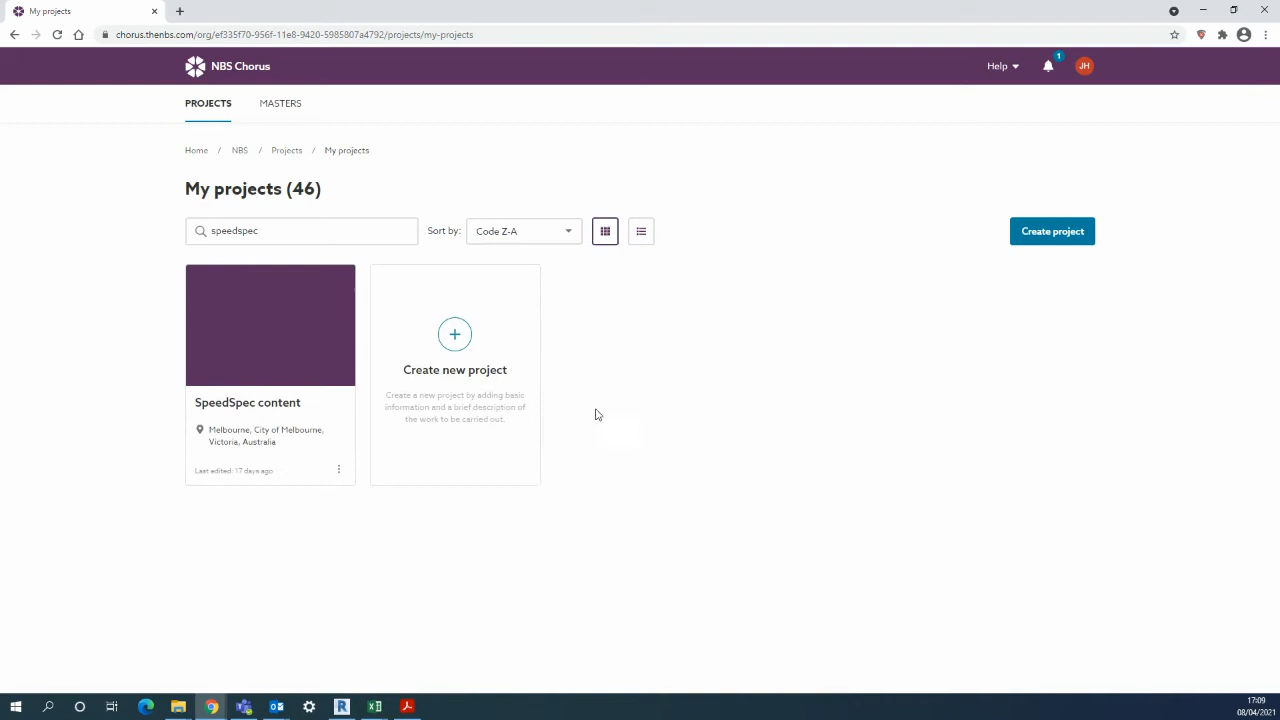 My projects
chorus.thenbs.com/org/ef335f70-956f-11e8-9420-5985807a4792/projects/my-projects
NBS Chorus
Help
1
JH
PROJECTS
MASTERS
Home / NBS / Projects / My projects
My projects (46)
speedspec
Sort by:
Code Z-A
Create project
SpeedSpec content
Melbourne, City of Melbourne,
Victoria, Australia
Last edited: 17 days ago
Create new project
Create a new project by adding basic
information and a brief description of
the work to be carried out.
17:09
08/04/2021